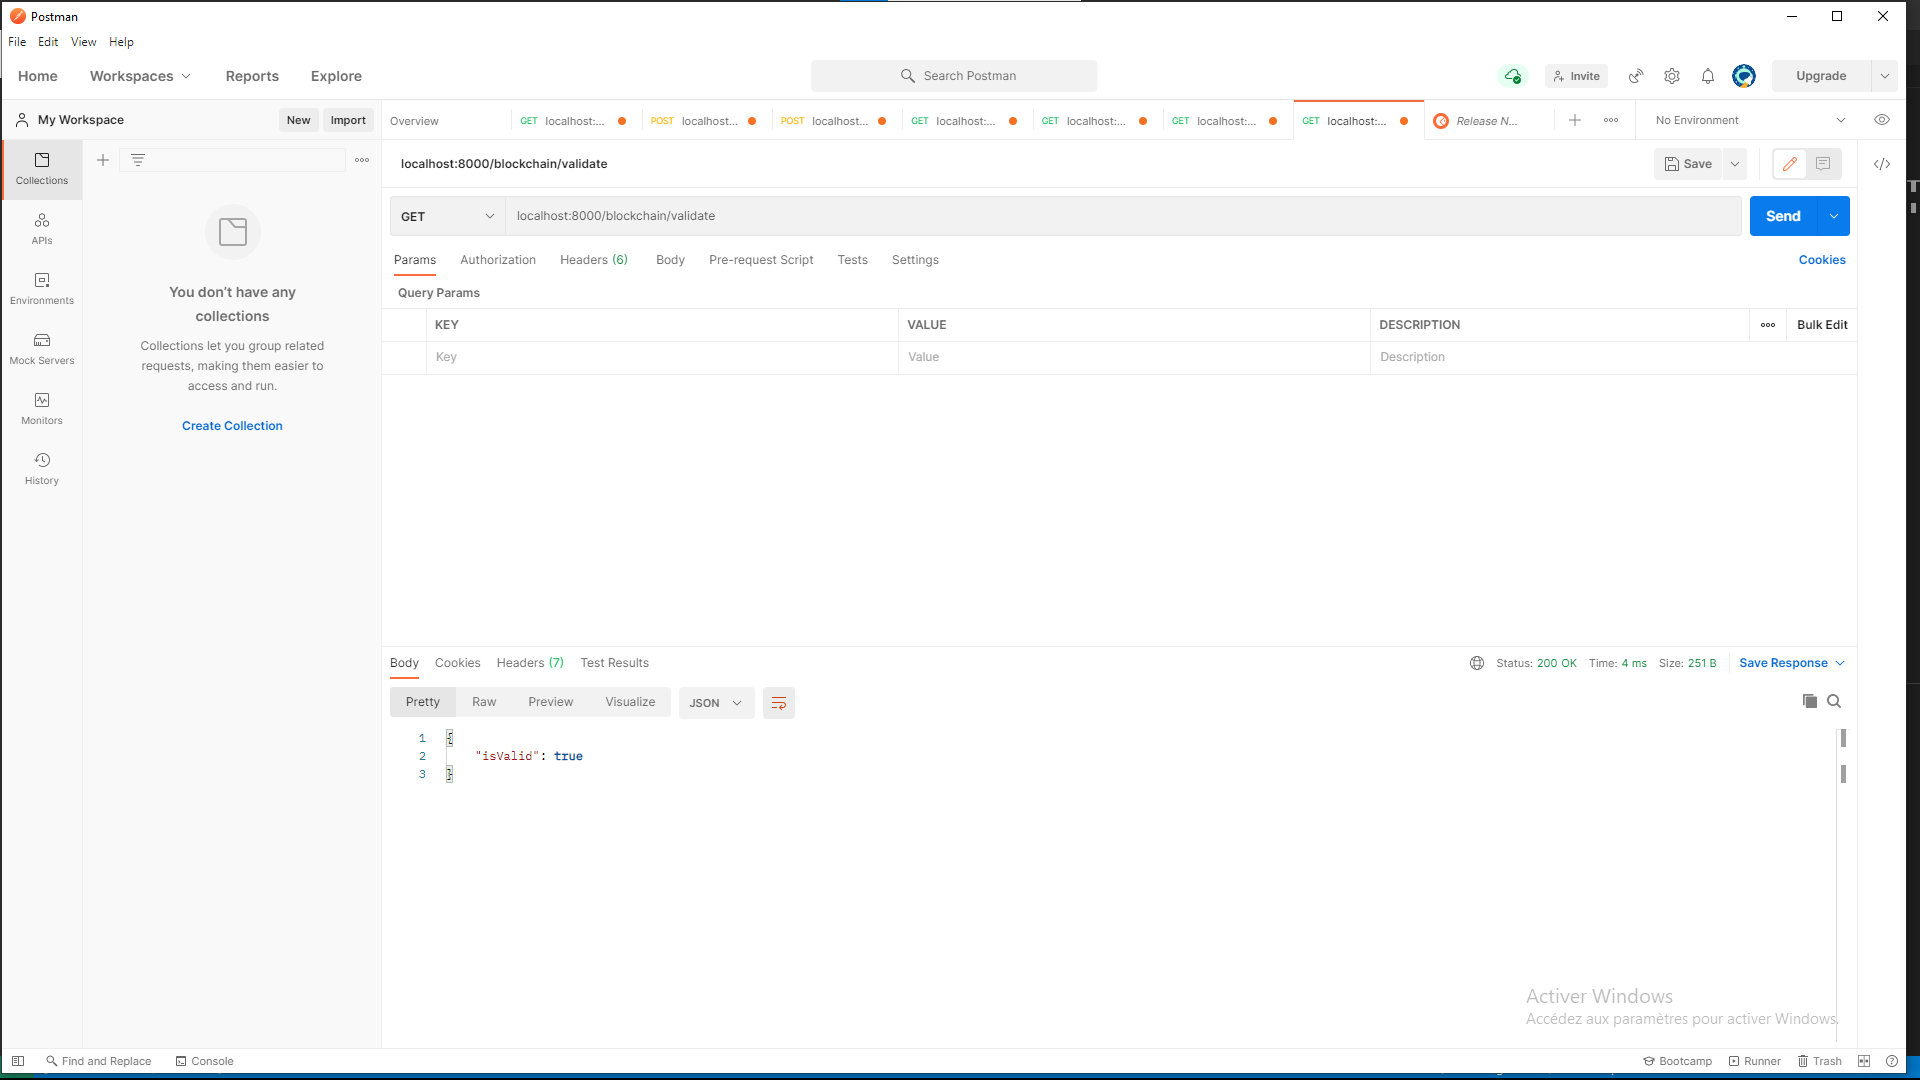 Postman
File Edit View Help
Home Workspaces Reports Explore Search Postman Invite Upgrade
My Workspace New Import
Overview GET localhost:... POST localhost... POST localhost... GET localhost:... GET localhost:... GET localhost:... GET localhost:... Release N... No Environment
Collections
APIs
Environments
Mock Servers
Monitors
History
You don't have any
collections
Collections let you group related
requests, making them easier to
access and run.
Create Collection
localhost:8000/blockchain/validate Save
GET localhost:8000/blockchain/validate Send
Params Authorization Headers (6) Body Pre-request Script Tests Settings Cookies
Query Params
KEY VALUE DESCRIPTION Bulk Edit
Key Value Description
Body Cookies Headers (7) Test Results Status: 200 OK Time: 4 ms Size: 251 B Save Response
Pretty Raw Preview Visualize JSON
1 {
2 "isValid": true
3 }
Activer Windows
Accédez aux paramètres pour activer Windows.
Find and Replace Console Bootcamp Runner Trash